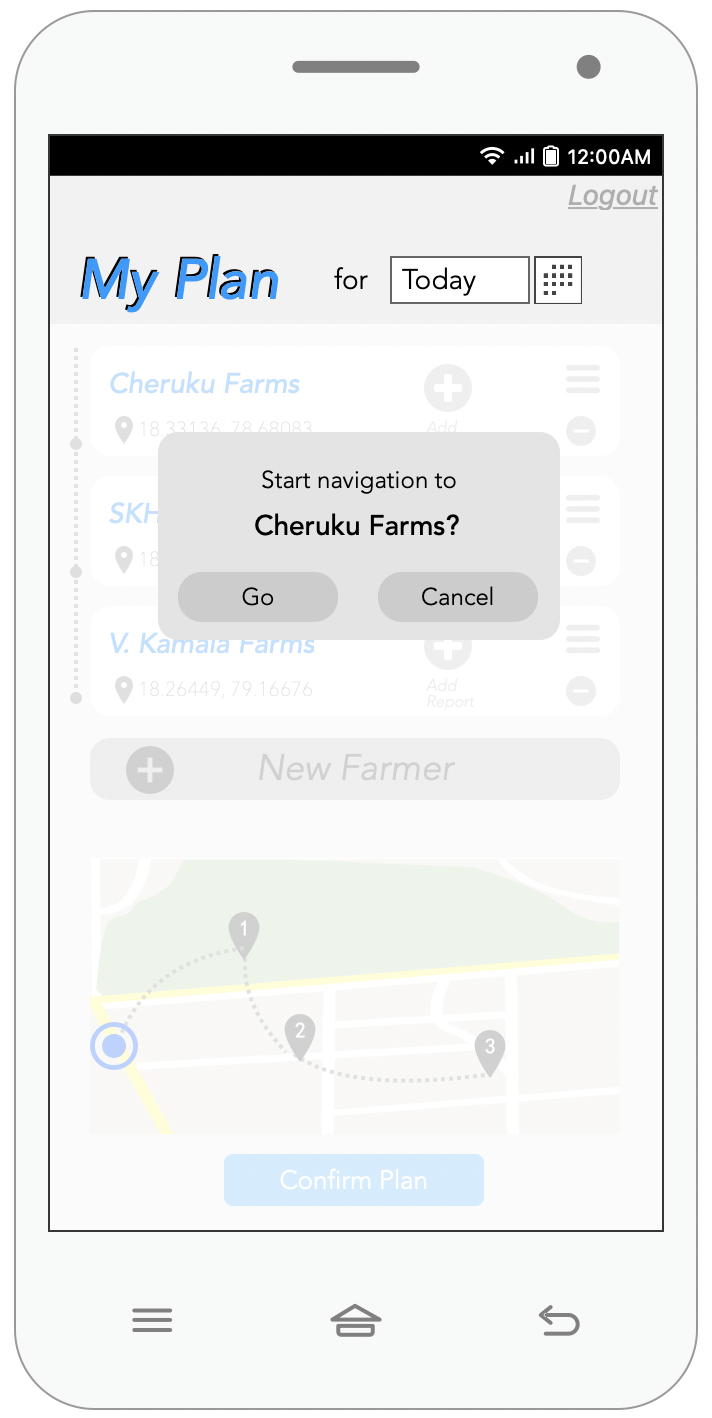 12:00AM
Logout
My Plan for Today
Cheruku Farms
18.33136, 78.68083
Add
Start navigation to
Cheruku Farms?
SKH
18
Go Cancel
V. Kamala Farms
18.26449, 79.16676
Add
Report
New Farmer
1
2
3
Confirm Plan